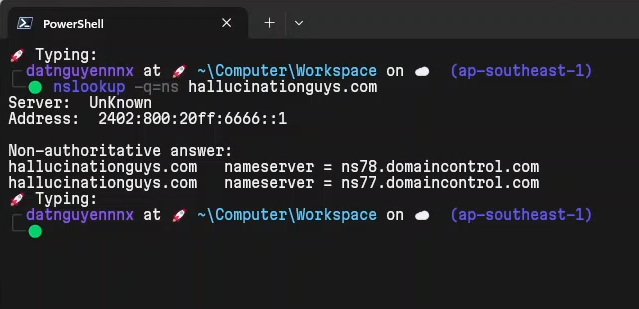 PowerShell
🚀 Typing:
datnguyennnx at 🚀 ~\Computer\Workspace on ☁️ (ap-southeast-1)
nslookup -q=ns hallucinationguys.com
Server:  UnKnown
Address:  2402:800:20ff:6666::1
Non-authoritative answer:
hallucinationguys.com   nameserver = ns78.domaincontrol.com
hallucinationguys.com   nameserver = ns77.domaincontrol.com
🚀 Typing:
datnguyennnx at 🚀 ~\Computer\Workspace on ☁️ (ap-southeast-1)